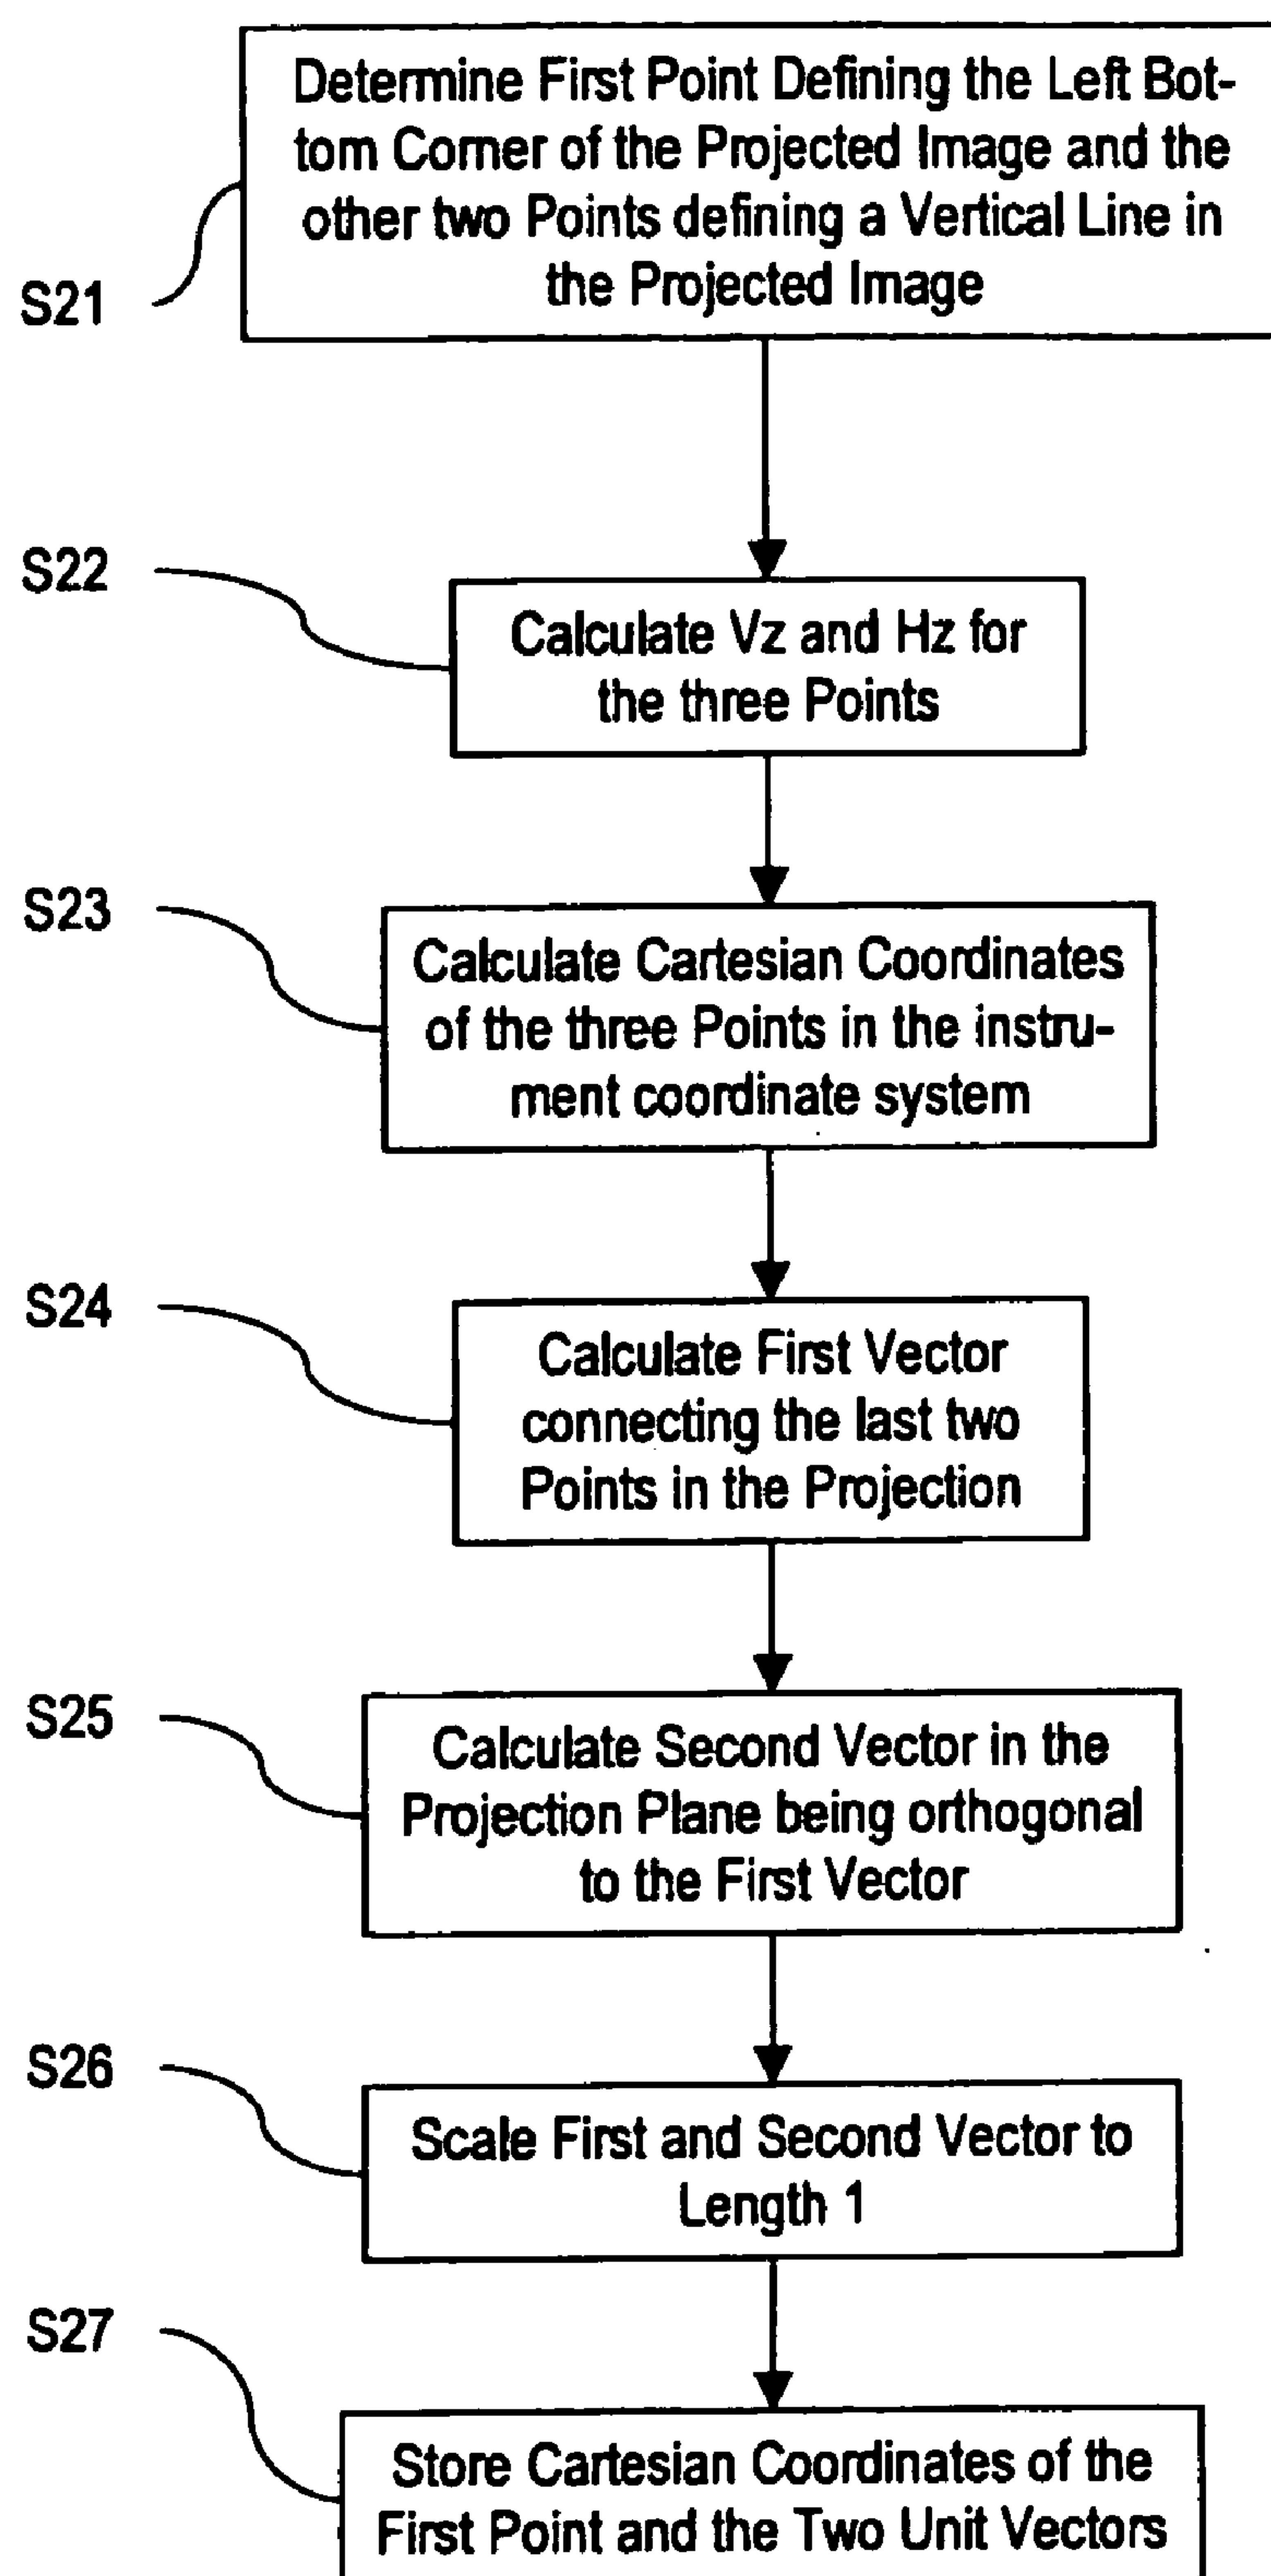 Determine First Point Defining the Left Bot-
tom Corner of the Projected Image and the
other two Points defining a Vertical Line in
the Projected Image
S21
S22
Calculate Vz and Hz for
the three Points
S23
Calculate Cartesian Coordinates
of the three Points in the instru-
ment coordinate system
S24
Calculate First Vector
connecting the last two
Points in the Projection
S25
Calculate Second Vector in the
Projection Plane being orthogonal
to the First Vector
S26
Scale First and Second Vector to
Length 1
S27
Store Cartesian Coordinates of the
First Point and the Two Unit Vectors